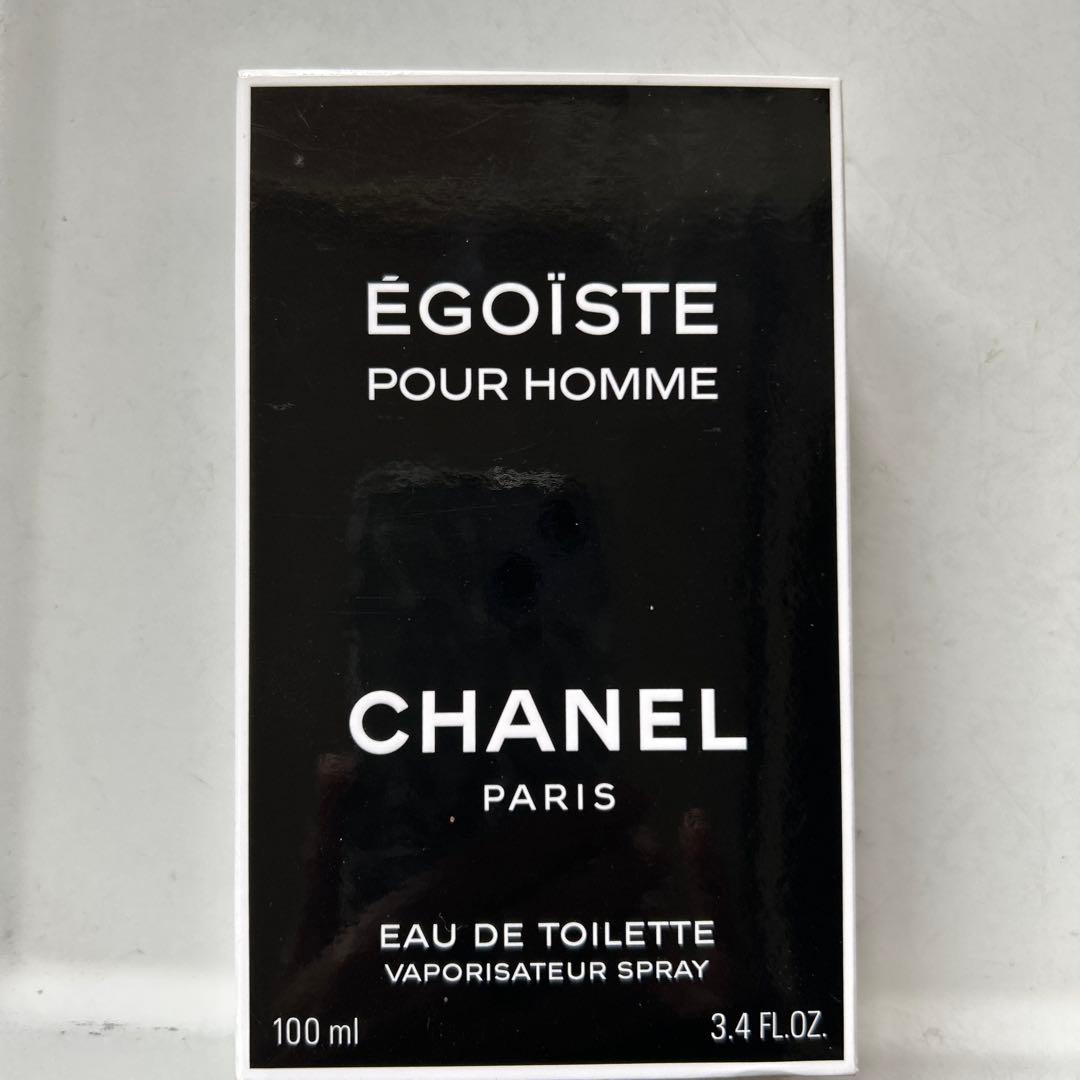 ÉGOÏSTE
POUR HOMME
CHANEL
PARIS
EAU DE TOILETTE
VAPORISATEUR SPRAY
100 ml 3.4 FL.OZ.